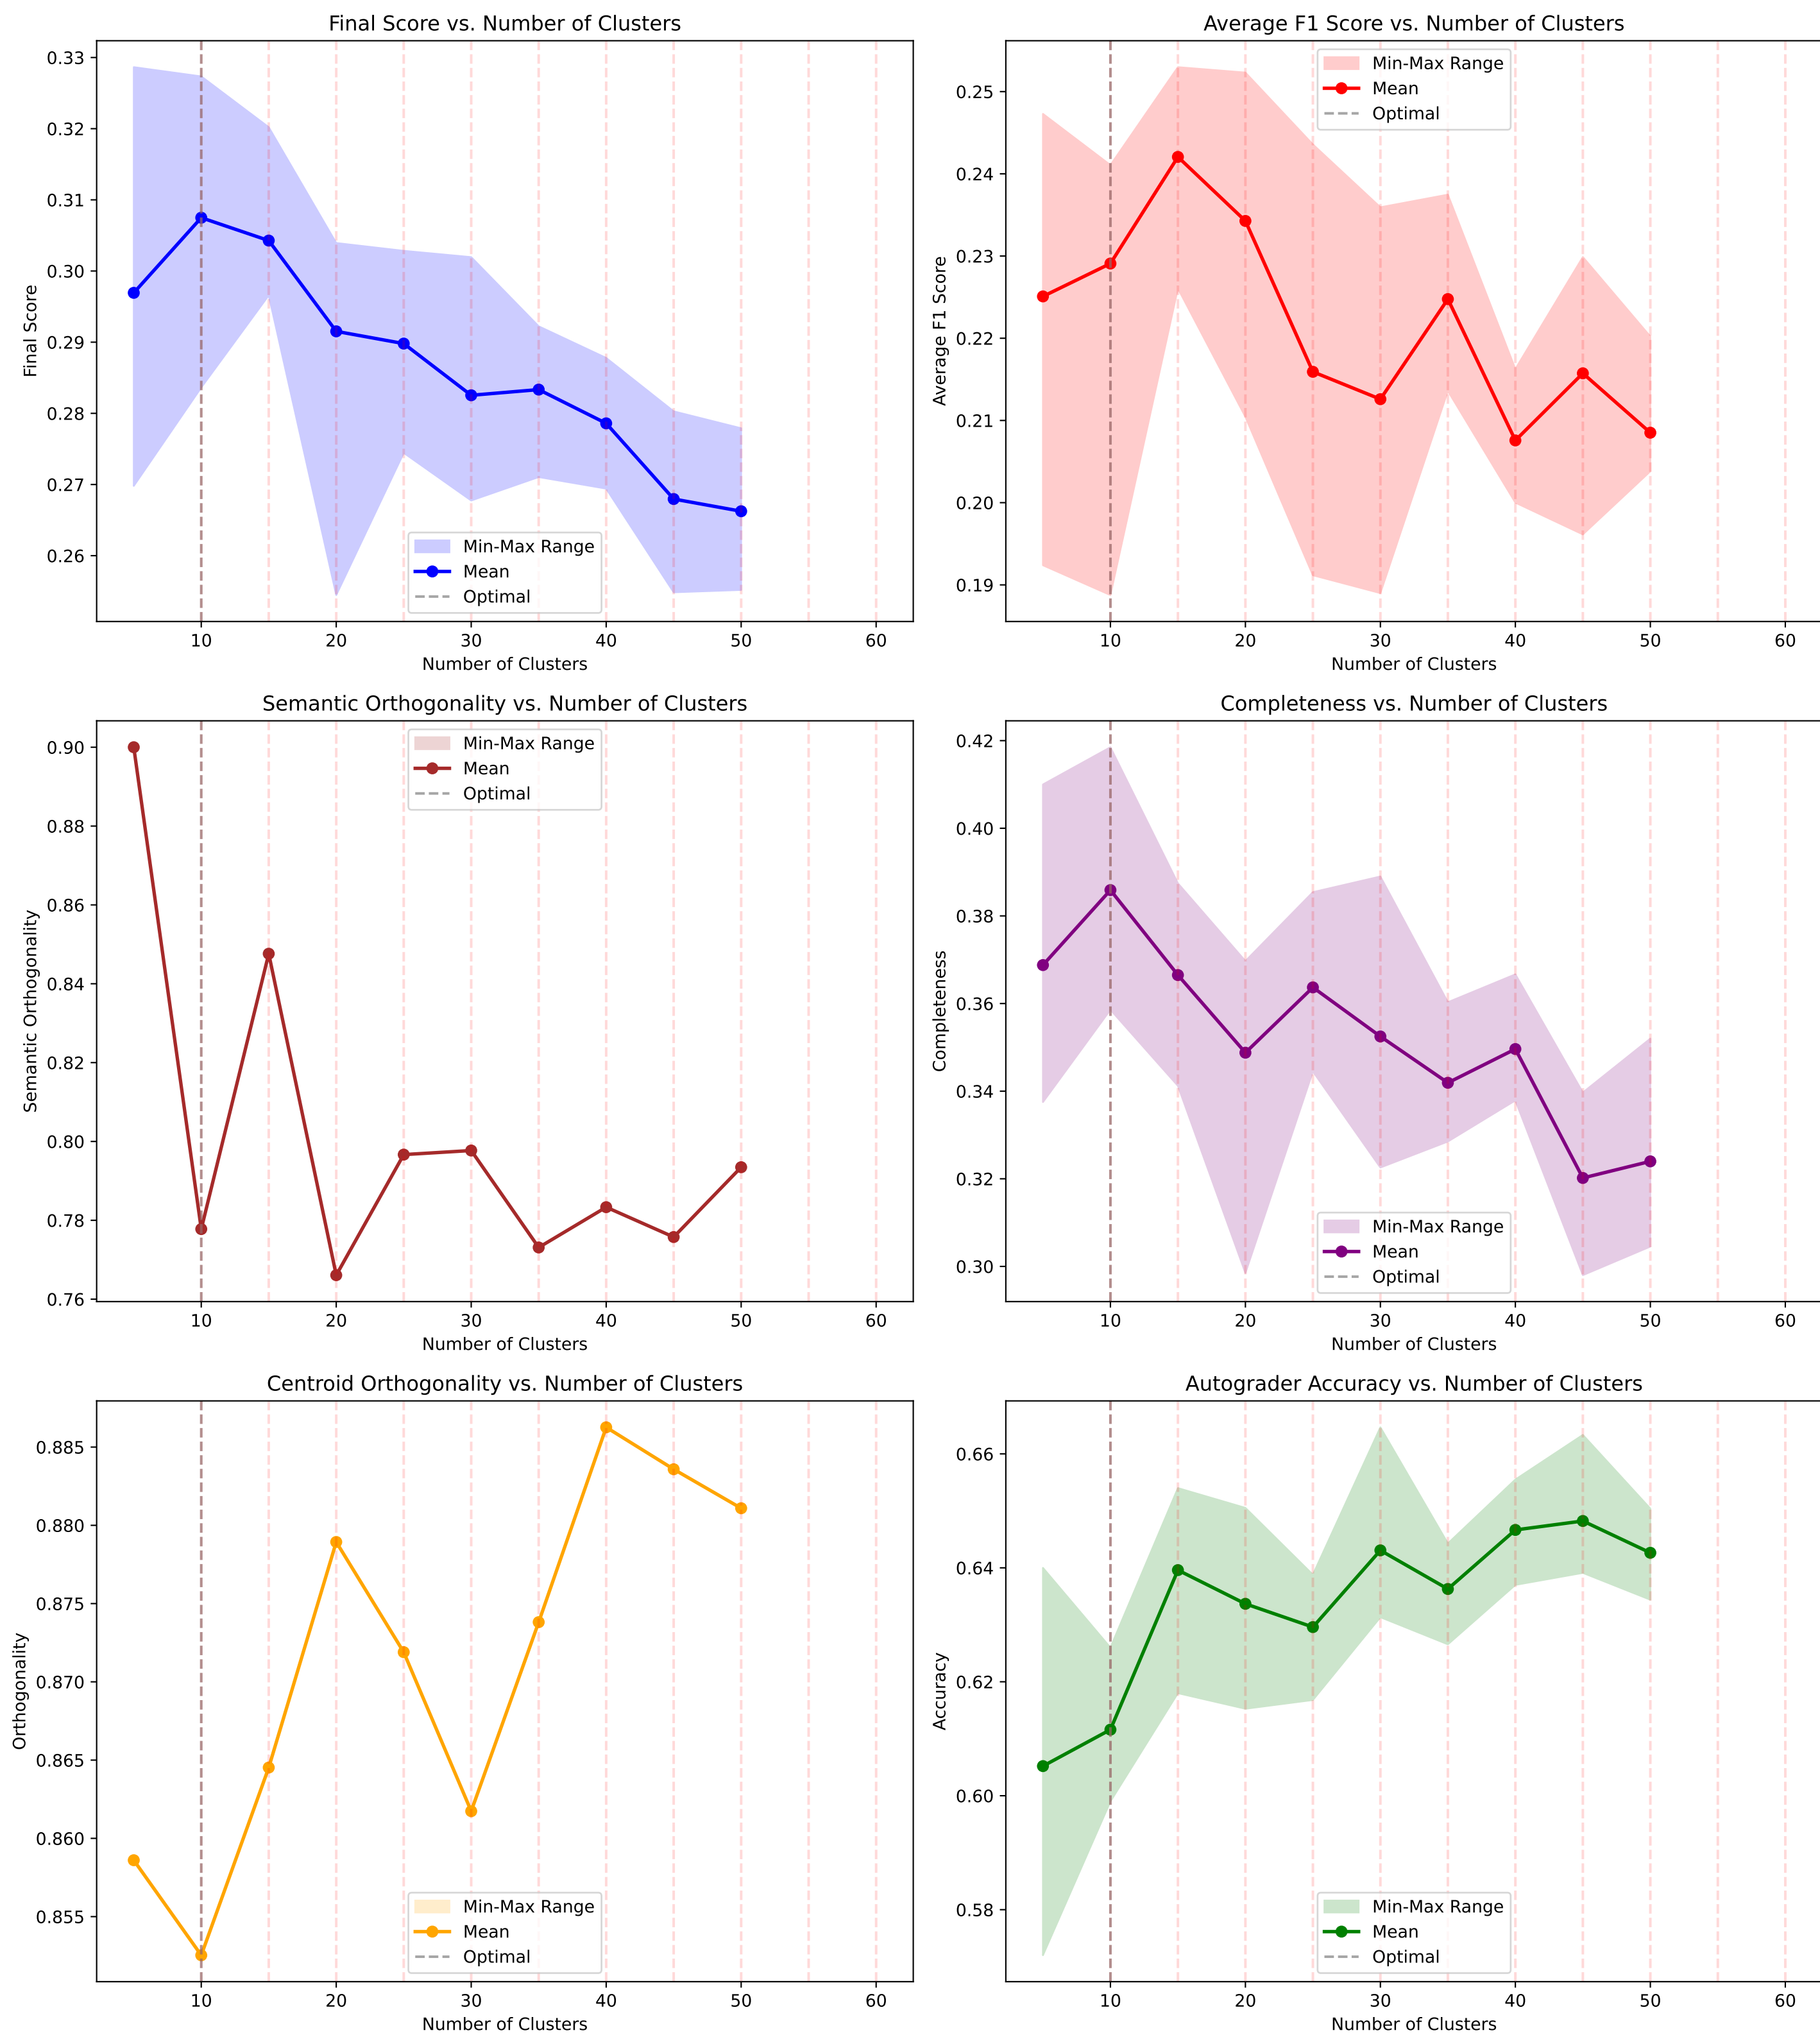 Final Score vs. Number of Clusters
0.33
0.32
0.31
0.30
0.29
0.28
0.27
0.26
Final Score
Min-Max Range
Mean
Optimal
10 20 30 40 50 60
Number of Clusters
Average F1 Score vs. Number of Clusters
0.25
0.24
0.23
0.22
0.21
0.20
0.19
Average F1 Score
Min-Max Range
Mean
Optimal
10 20 30 40 50 60
Number of Clusters
Semantic Orthogonality vs. Number of Clusters
0.90
0.88
0.86
0.84
0.82
0.80
0.78
0.76
Semantic Orthogonality
Min-Max Range
Mean
Optimal
10 20 30 40 50 60
Number of Clusters
Completeness vs. Number of Clusters
0.42
0.40
0.38
0.36
0.34
0.32
0.30
Completeness
Min-Max Range
Mean
Optimal
10 20 30 40 50 60
Number of Clusters
Centroid Orthogonality vs. Number of Clusters
0.885
0.880
0.875
0.870
0.865
0.860
0.855
Orthogonality
Min-Max Range
Mean
Optimal
10 20 30 40 50 60
Number of Clusters
Autograder Accuracy vs. Number of Clusters
0.66
0.64
0.62
0.60
0.58
Accuracy
Min-Max Range
Mean
Optimal
10 20 30 40 50 60
Number of Clusters